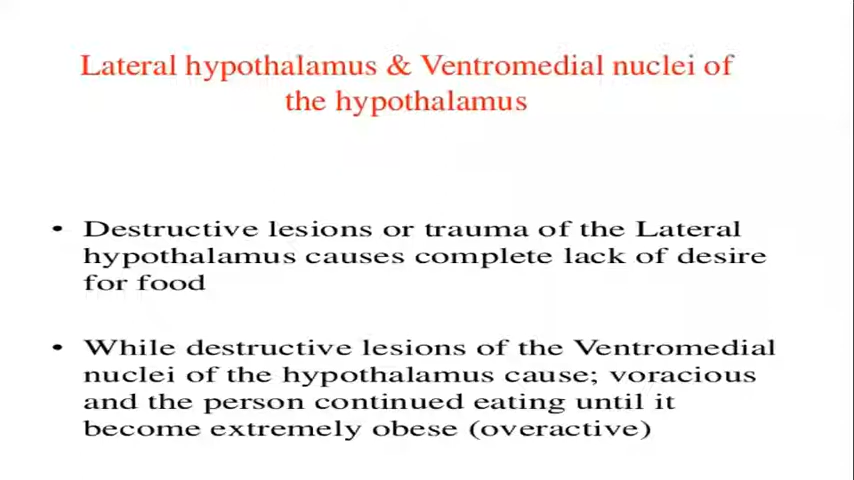 Lateral hypothalamus & Ventromedial nuclei of
the hypothalamus
• Destructive lesions or trauma of the Lateral
hypothalamus causes complete lack of desire
for food
• While destructive lesions of the Ventromedial
nuclei of the hypothalamus cause; voracious
and the person continued eating until it
become extremely obese (overactive)